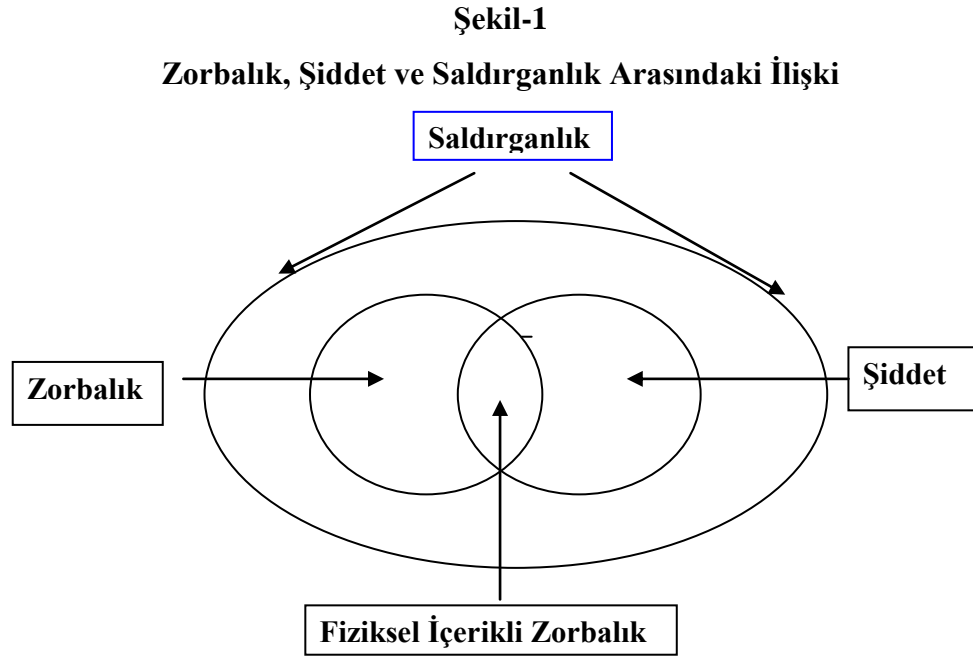 Şekil-1
Zorbalık, Şiddet ve Saldırganlık Arasındaki İlişki
Saldırganlık
Zorbalık
Şiddet
Fiziksel İçerikli Zorbalık